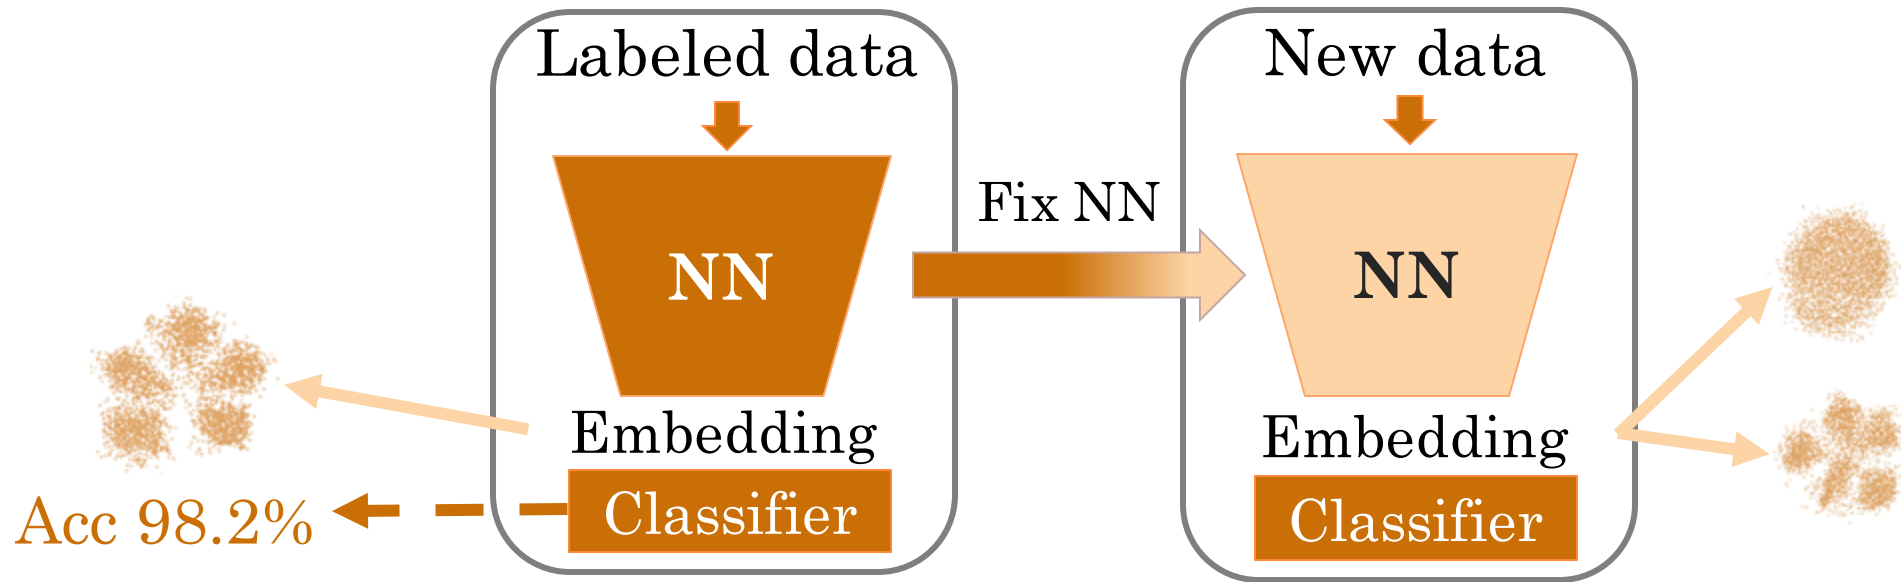 Labeled data
NN
Embedding
Classifier
Acc 98.2%
Fix NN
New data
NN
Embedding
Classifier